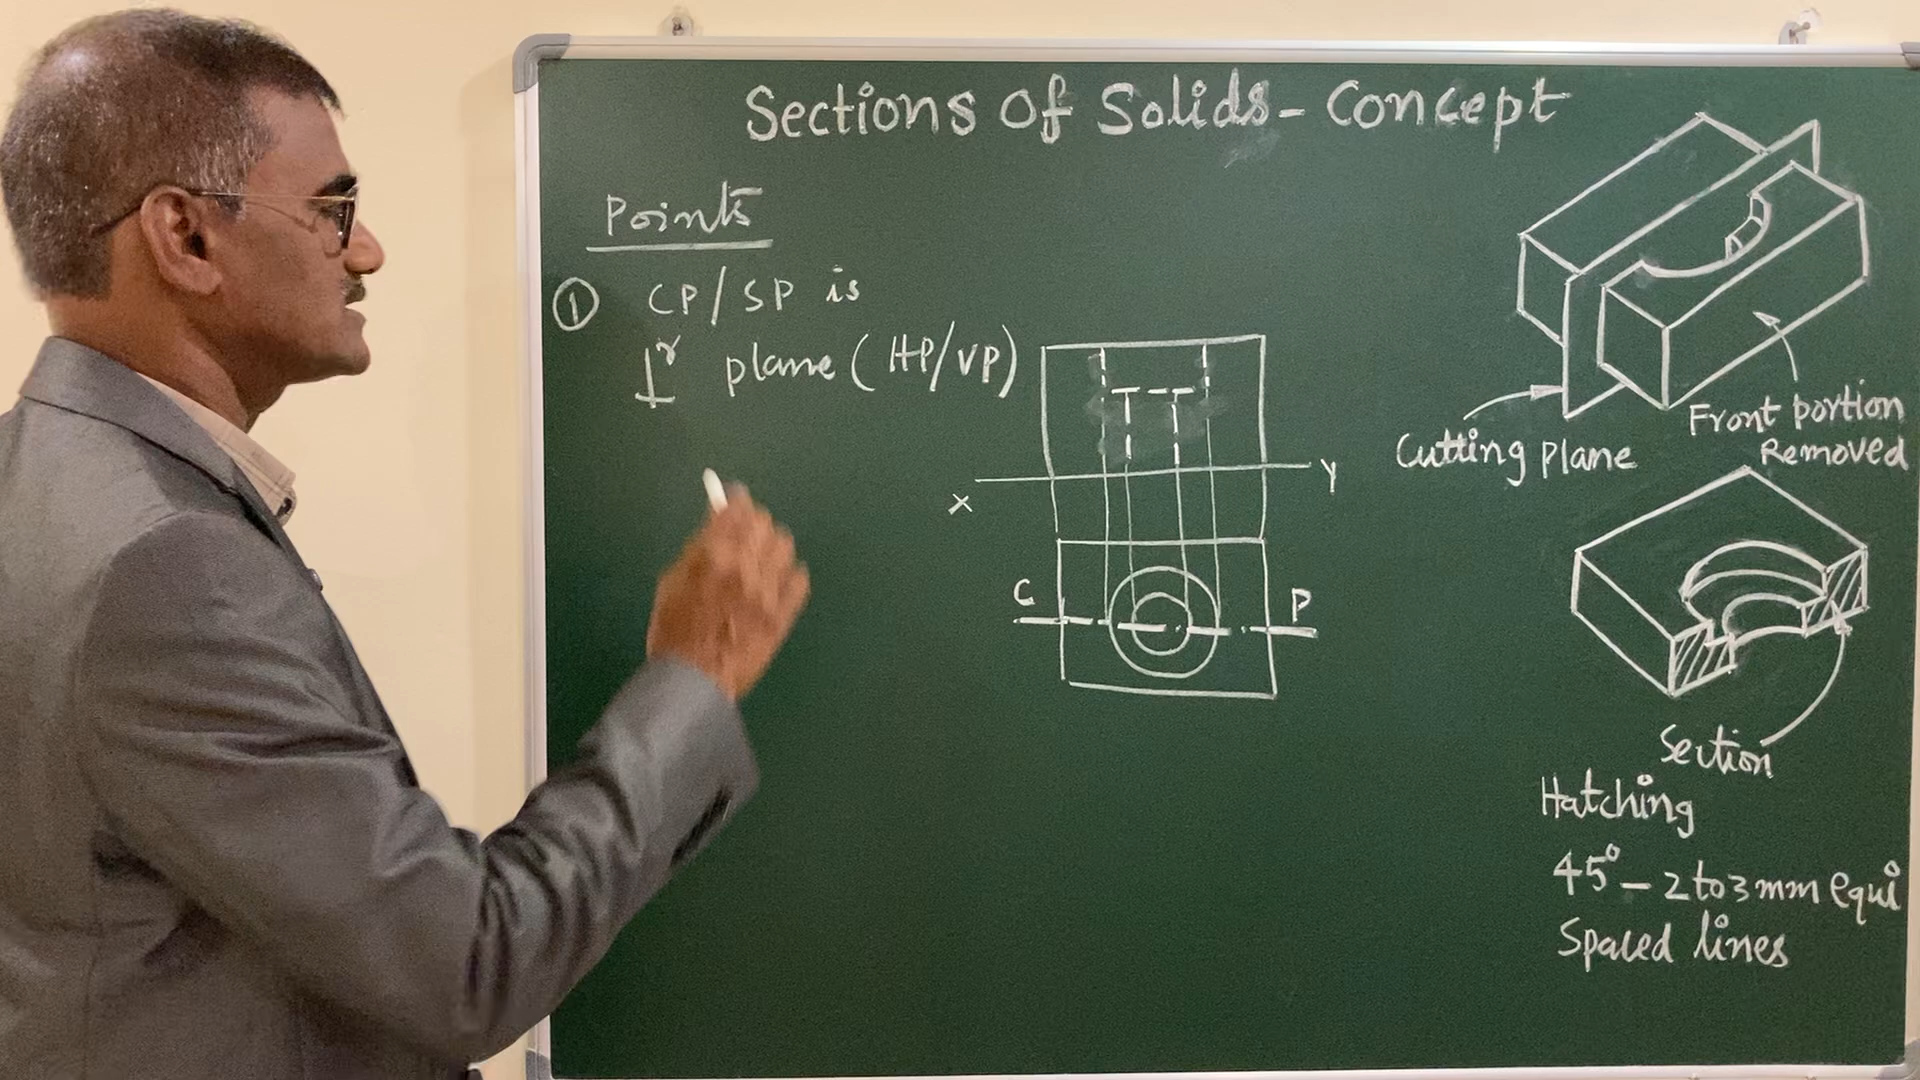 Sections Of Solids - Concept
Points
① CP/SP is
⊥r plane (HP/VP)
X Y
C P
Cutting plane
Front portion
Removed
Section
Hatching
45° - 2 to 3 mm equi
Spaced lines